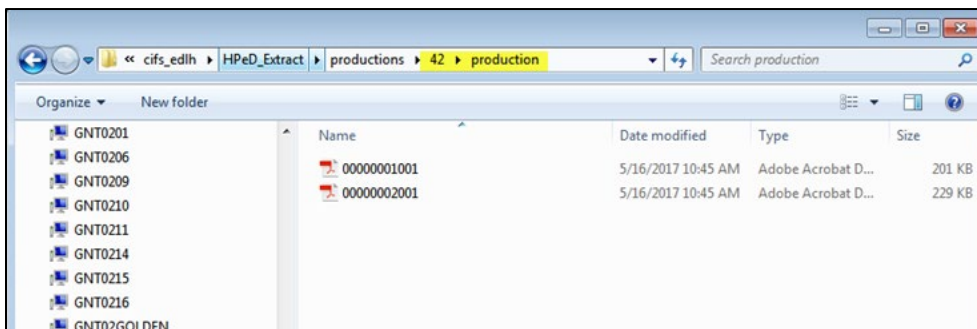 « cifs_edlh ▸ HPeD_Extract ▸ productions ▸ 42 ▸ production Search production
Organize ▾ New folder
Name Date modified Type Size
00000001001 5/16/2017 10:45 AM Adobe Acrobat D... 201 KB
00000002001 5/16/2017 10:45 AM Adobe Acrobat D... 229 KB
GNT0201
GNT0206
GNT0209
GNT0210
GNT0211
GNT0214
GNT0215
GNT0216
GNT02GOLDEN